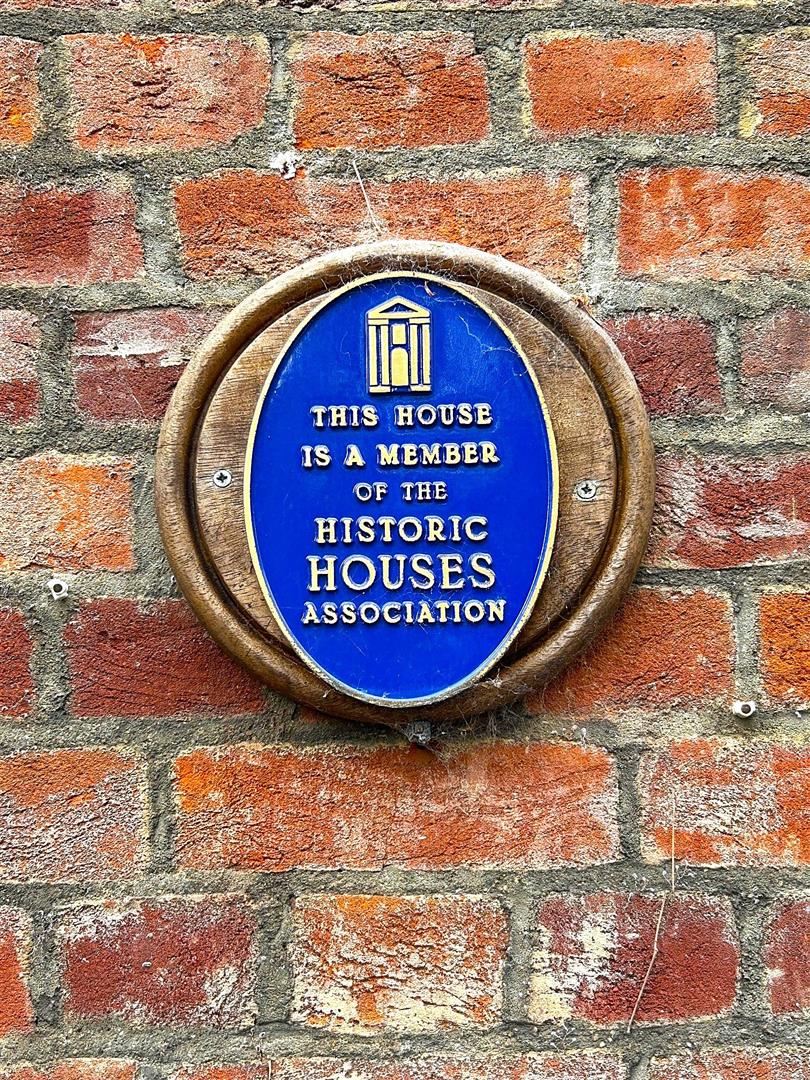 THIS HOUSE
IS A MEMBER
OF THE
HISTORIC
HOUSES
ASSOCIATION